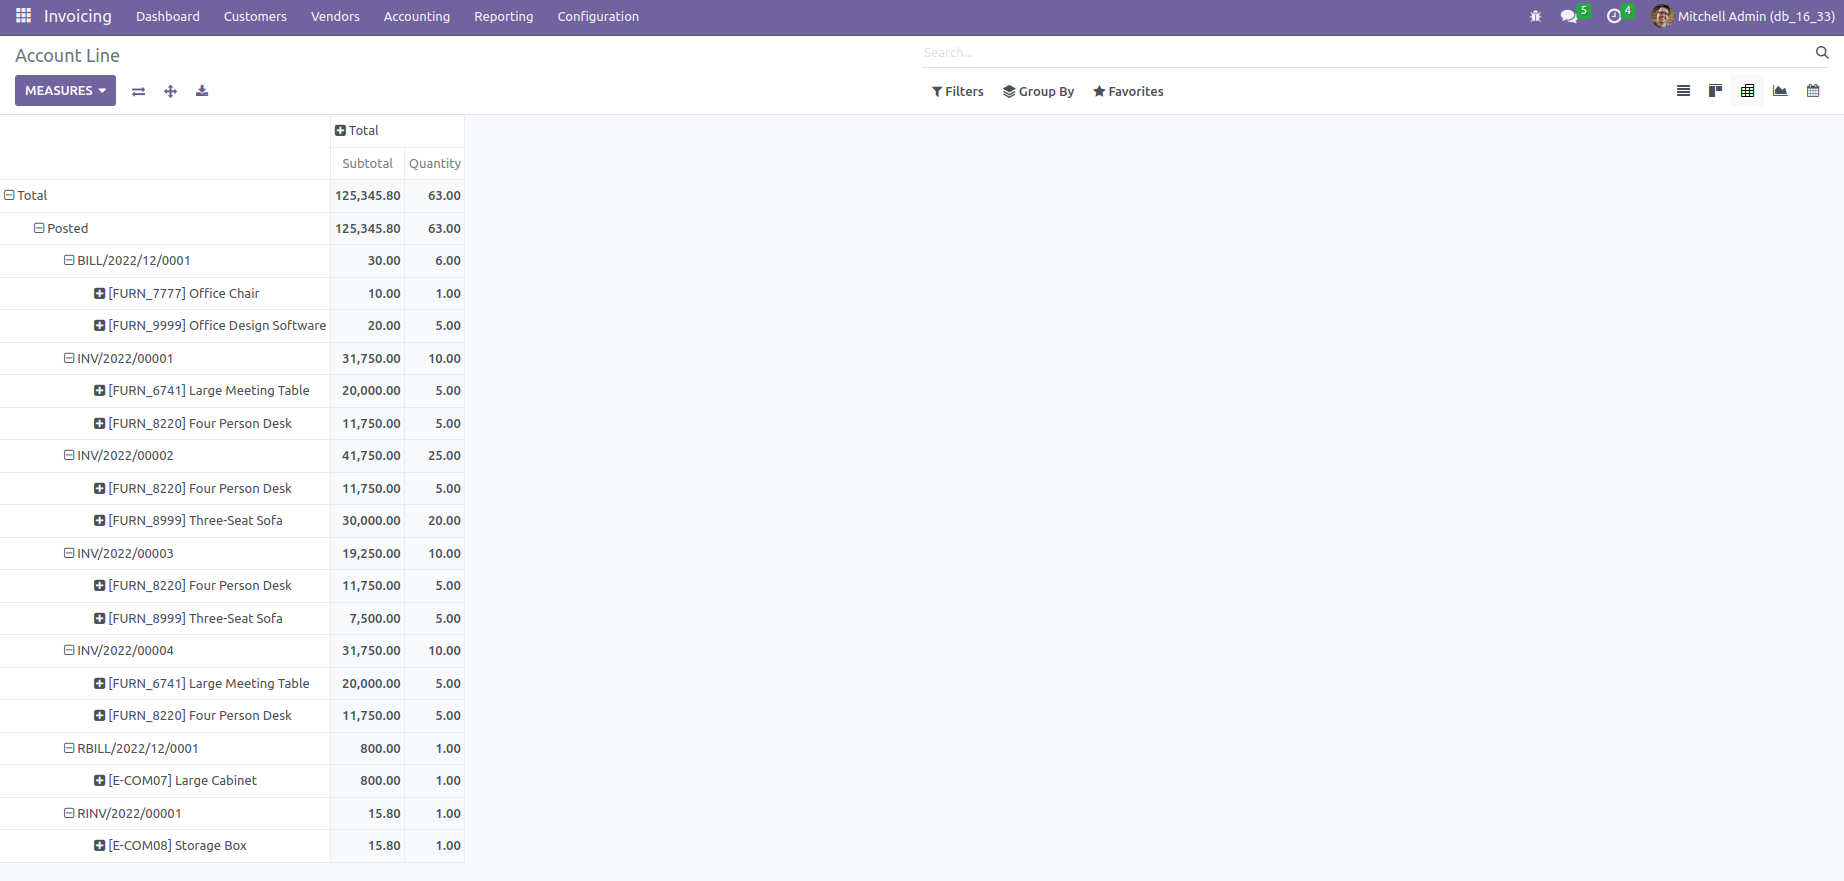 Invoicing Dashboard Customers Vendors Accounting Reporting Configuration 5 4 Mitchell Admin (db_16_33)
Account Line
Search...
MEASURES
Filters Group By Favorites
Total
Subtotal Quantity
Total 125,345.80 63.00
Posted 125,345.80 63.00
BILL/2022/12/0001 30.00 6.00
[FURN_7777] Office Chair 10.00 1.00
[FURN_9999] Office Design Software 20.00 5.00
INV/2022/00001 31,750.00 10.00
[FURN_6741] Large Meeting Table 20,000.00 5.00
[FURN_8220] Four Person Desk 11,750.00 5.00
INV/2022/00002 41,750.00 25.00
[FURN_8220] Four Person Desk 11,750.00 5.00
[FURN_8999] Three-Seat Sofa 30,000.00 20.00
INV/2022/00003 19,250.00 10.00
[FURN_8220] Four Person Desk 11,750.00 5.00
[FURN_8999] Three-Seat Sofa 7,500.00 5.00
INV/2022/00004 31,750.00 10.00
[FURN_6741] Large Meeting Table 20,000.00 5.00
[FURN_8220] Four Person Desk 11,750.00 5.00
RBILL/2022/12/0001 800.00 1.00
[E-COM07] Large Cabinet 800.00 1.00
RINV/2022/00001 15.80 1.00
[E-COM08] Storage Box 15.80 1.00